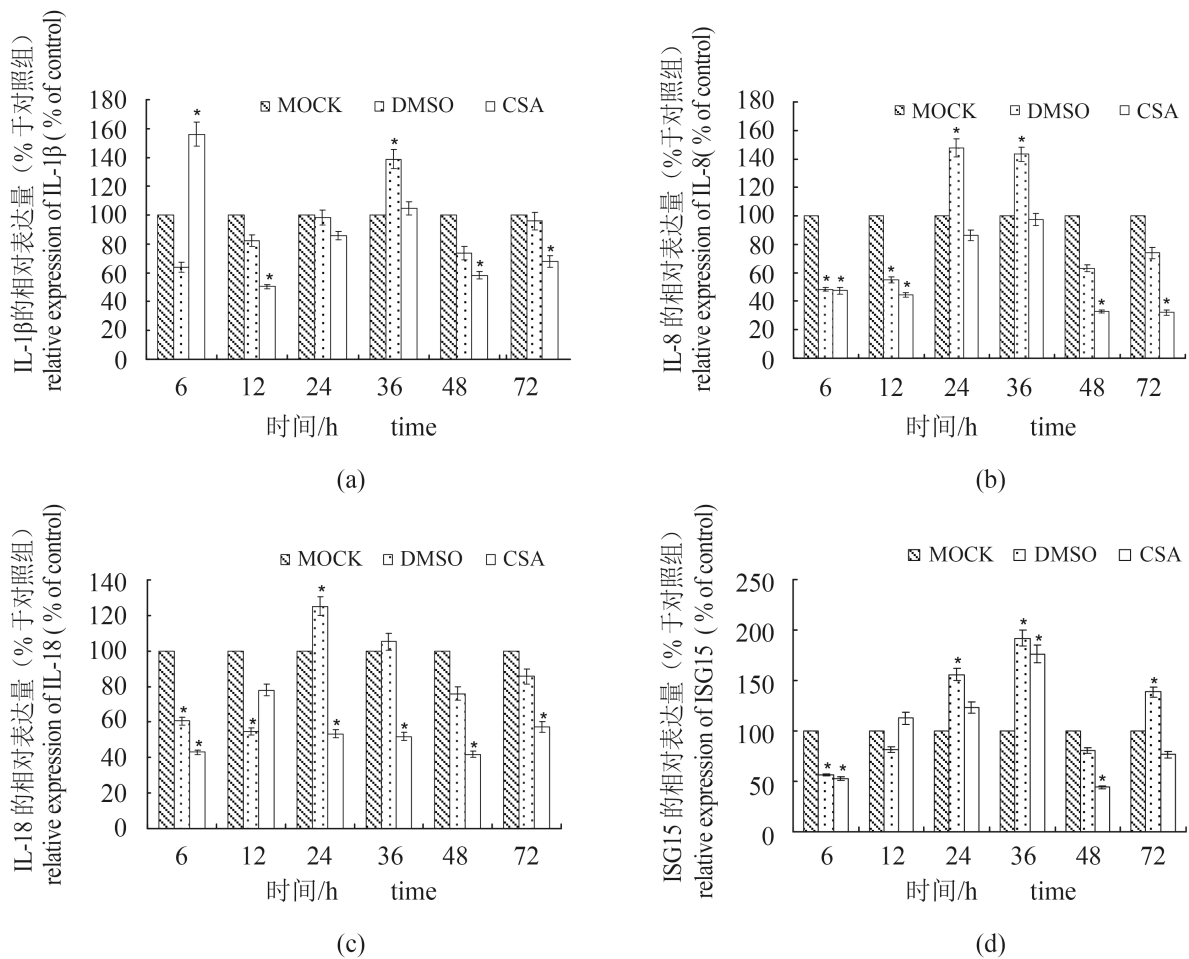 IL-1β的相对表达量（% 于对照组）
relative expression of IL-1β ( % of control)
MOCK DMSO CSA
180
160
140
120
100
80
60
40
20
0
* * * * *
6 12 24 36 48 72
时间/h time
(a)
IL-8 的相对表达量（%于对照组）
relative expression of IL-8( % of control)
MOCK DMSO CSA
180
160
140
120
100
80
60
40
20
0
* * * * * * * *
6 12 24 36 48 72
时间/h time
(b)
IL-18 的相对表达量（% 于对照组）
relative expression of IL-18 ( % of control)
MOCK DMSO CSA
140
120
100
80
60
40
20
0
* * * * * * * *
6 12 24 36 48 72
时间/h time
(c)
ISG15 的相对表达量（% 于对照组）
relative expression of ISG15 ( % of control)
MOCK DMSO CSA
250
200
150
100
50
0
* * * * * * *
6 12 24 36 48 72
时间/h time
(d)